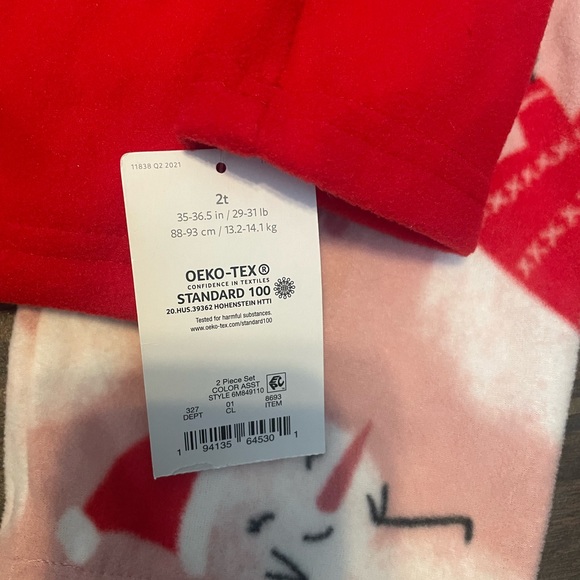 11838 Q2 2021
2t
35-36.5 in / 29-31 lb
88-93 cm / 13.2-14.1 kg
OEKO-TEX®
CONFIDENCE IN TEXTILES
STANDARD 100
20.HUS.39362 HOHENSTEIN HTTI
Tested for harmful substances.
www.oeko-tex.com/standard100
2 Piece Set
COLOR ASST
STYLE 6M849110
327 01 8693
DEPT CL ITEM
1 94135 64530 1